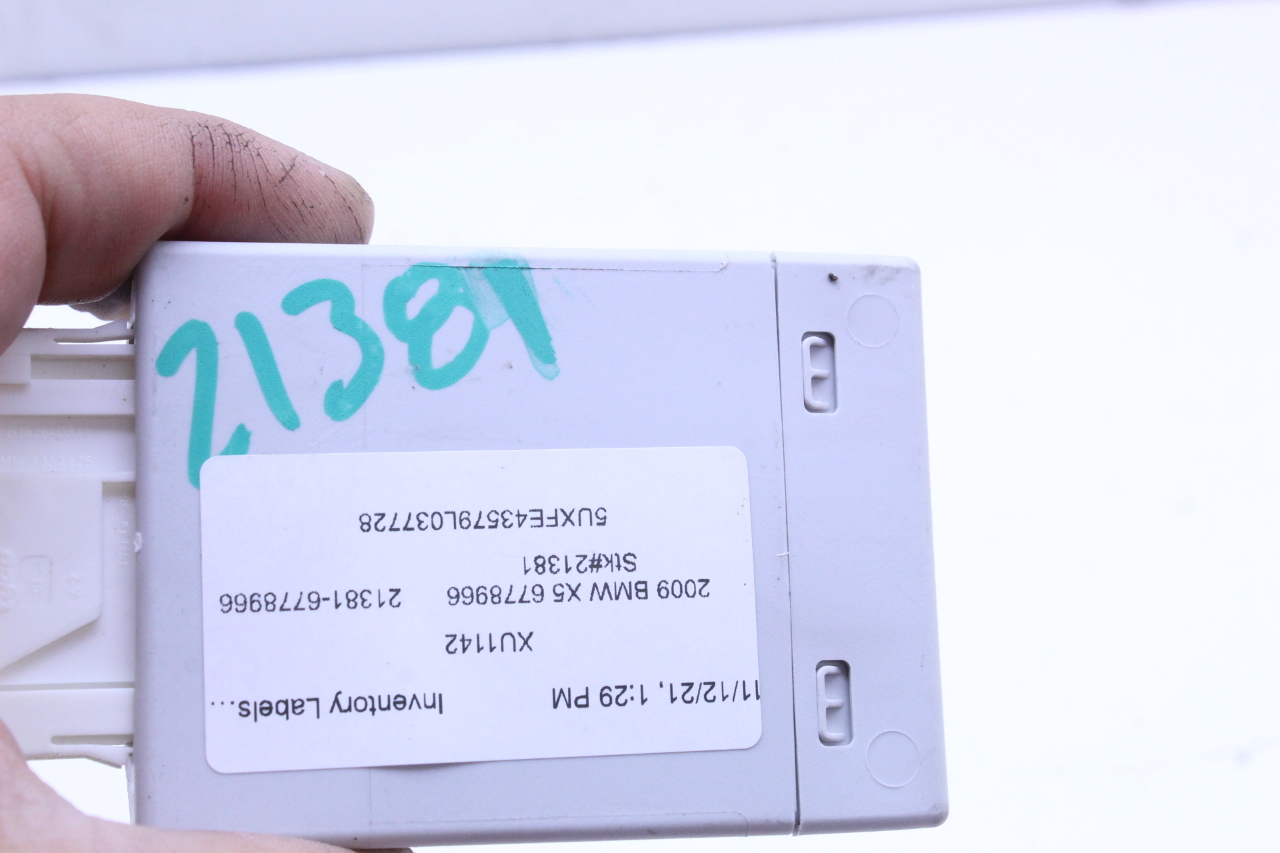 21381
11/12/21, 1:29 PM Inventory Labels...
XU1142
2009 BMW X5 6778966 21381-6778966
Stk#21381
5UXFE43579L037728